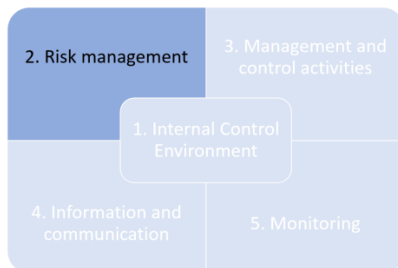 2. Risk management
3. Management and
control activities
1. Internal Control
Environment
4. Information and
communication
5. Monitoring